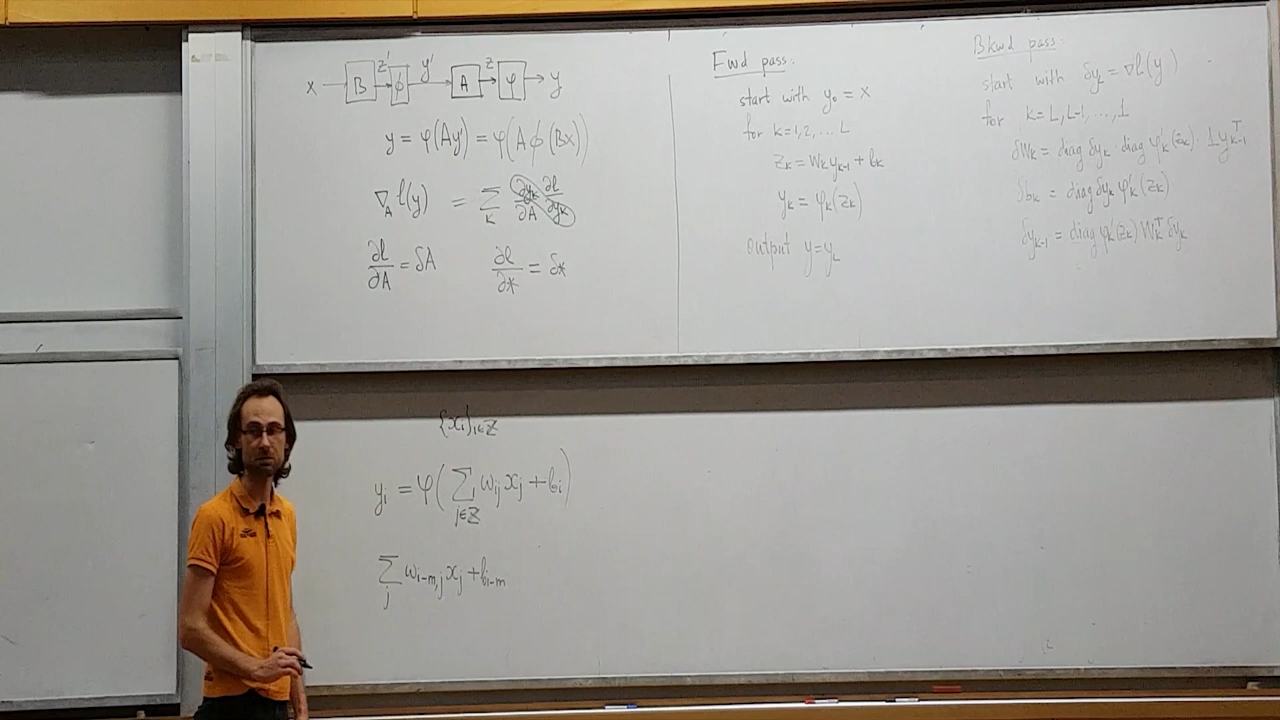 x → B → z' → ϕ → y' → A → z → φ → y
y = φ(Ay') = φ(Aϕ(Bx))
∇_A l(y) = Σ_k ∂y_k/∂A ∂l/∂y_k
∂l/∂A = δA ∂l/∂* = δ*
Fwd pass:
start with y₀ = x
for k=1,2,...L
z_k = W_k y_{k-1} + b_k
y_k = φ_k(z_k)
output y=y_L
Bkwd pass:
start with δy_L = ∇l(y)
for k=L,L-1,...,1
δW_k = diag δy_k · diag φ'_k(z_k) · 1 y_{k-1}^T
δb_k = diag δy_k φ'_k(z_k)
δy_{k-1} = diag φ'_k(z_k) W_k^T δy_k
{x_i}_{i∈ℤ}
y_i = φ(Σ_{j∈ℤ} w_{ij} x_j + b_i)
Σ_j w_{i-m,j} x_j + b_{i-m}